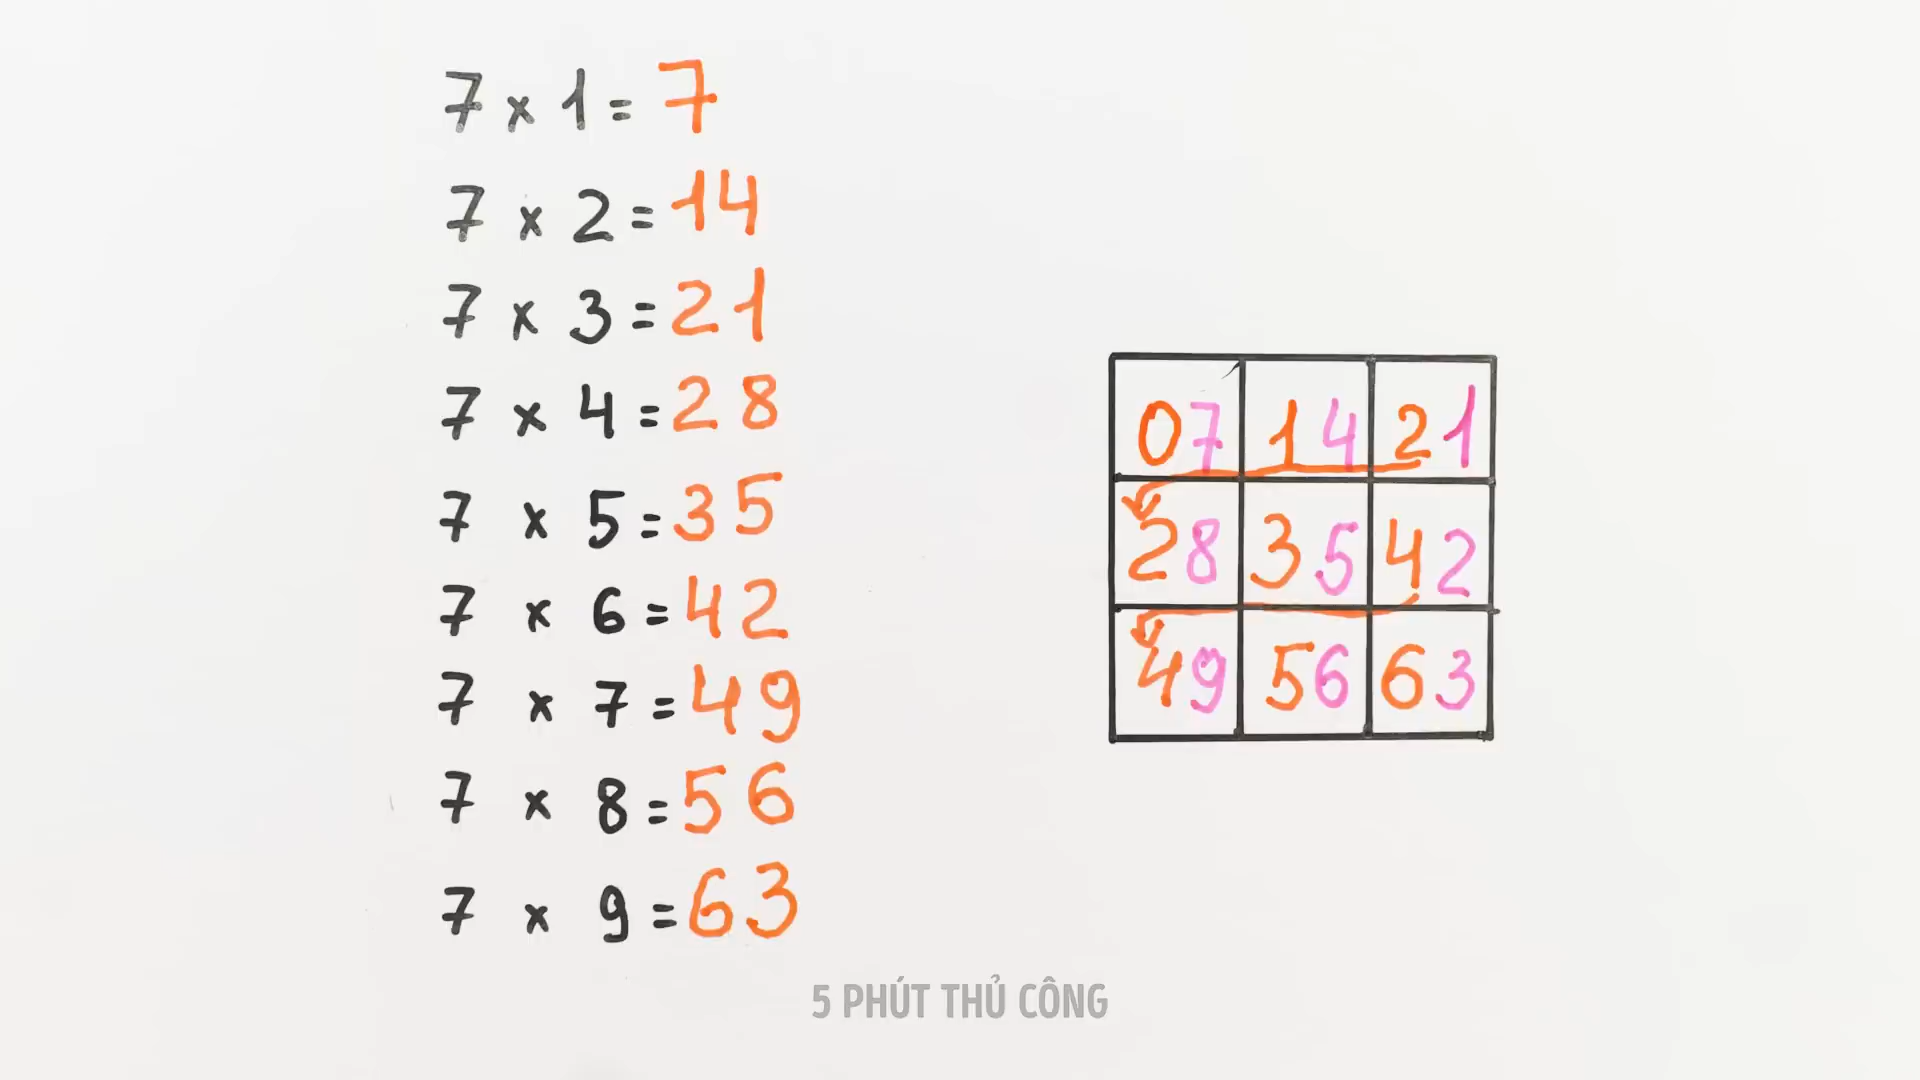 7 x 1 = 7
7 x 2 = 14
7 x 3 = 21
7 x 4 = 28
7 x 5 = 35
7 x 6 = 42
7 x 7 = 49
7 x 8 = 56
7 x 9 = 63
07 14 21
28 35 42
49 56 63
5 PHÚT THỦ CÔNG